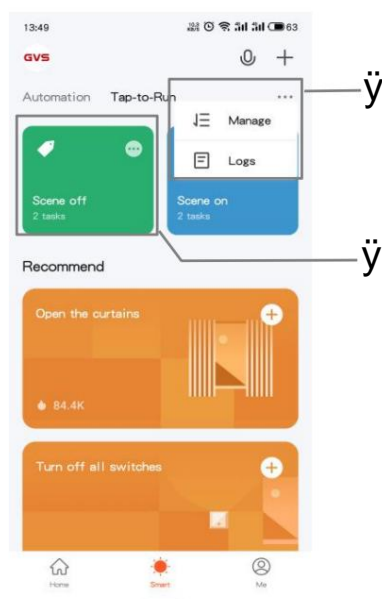 13:49
63
GVS
Automation Tap-to-Run
ÿ
Manage
Logs
Scene off
2 tasks
Scene on
2 tasks
ÿ
Recommend
Open the curtains
84.4K
Turn off all switches
Home Smart Me